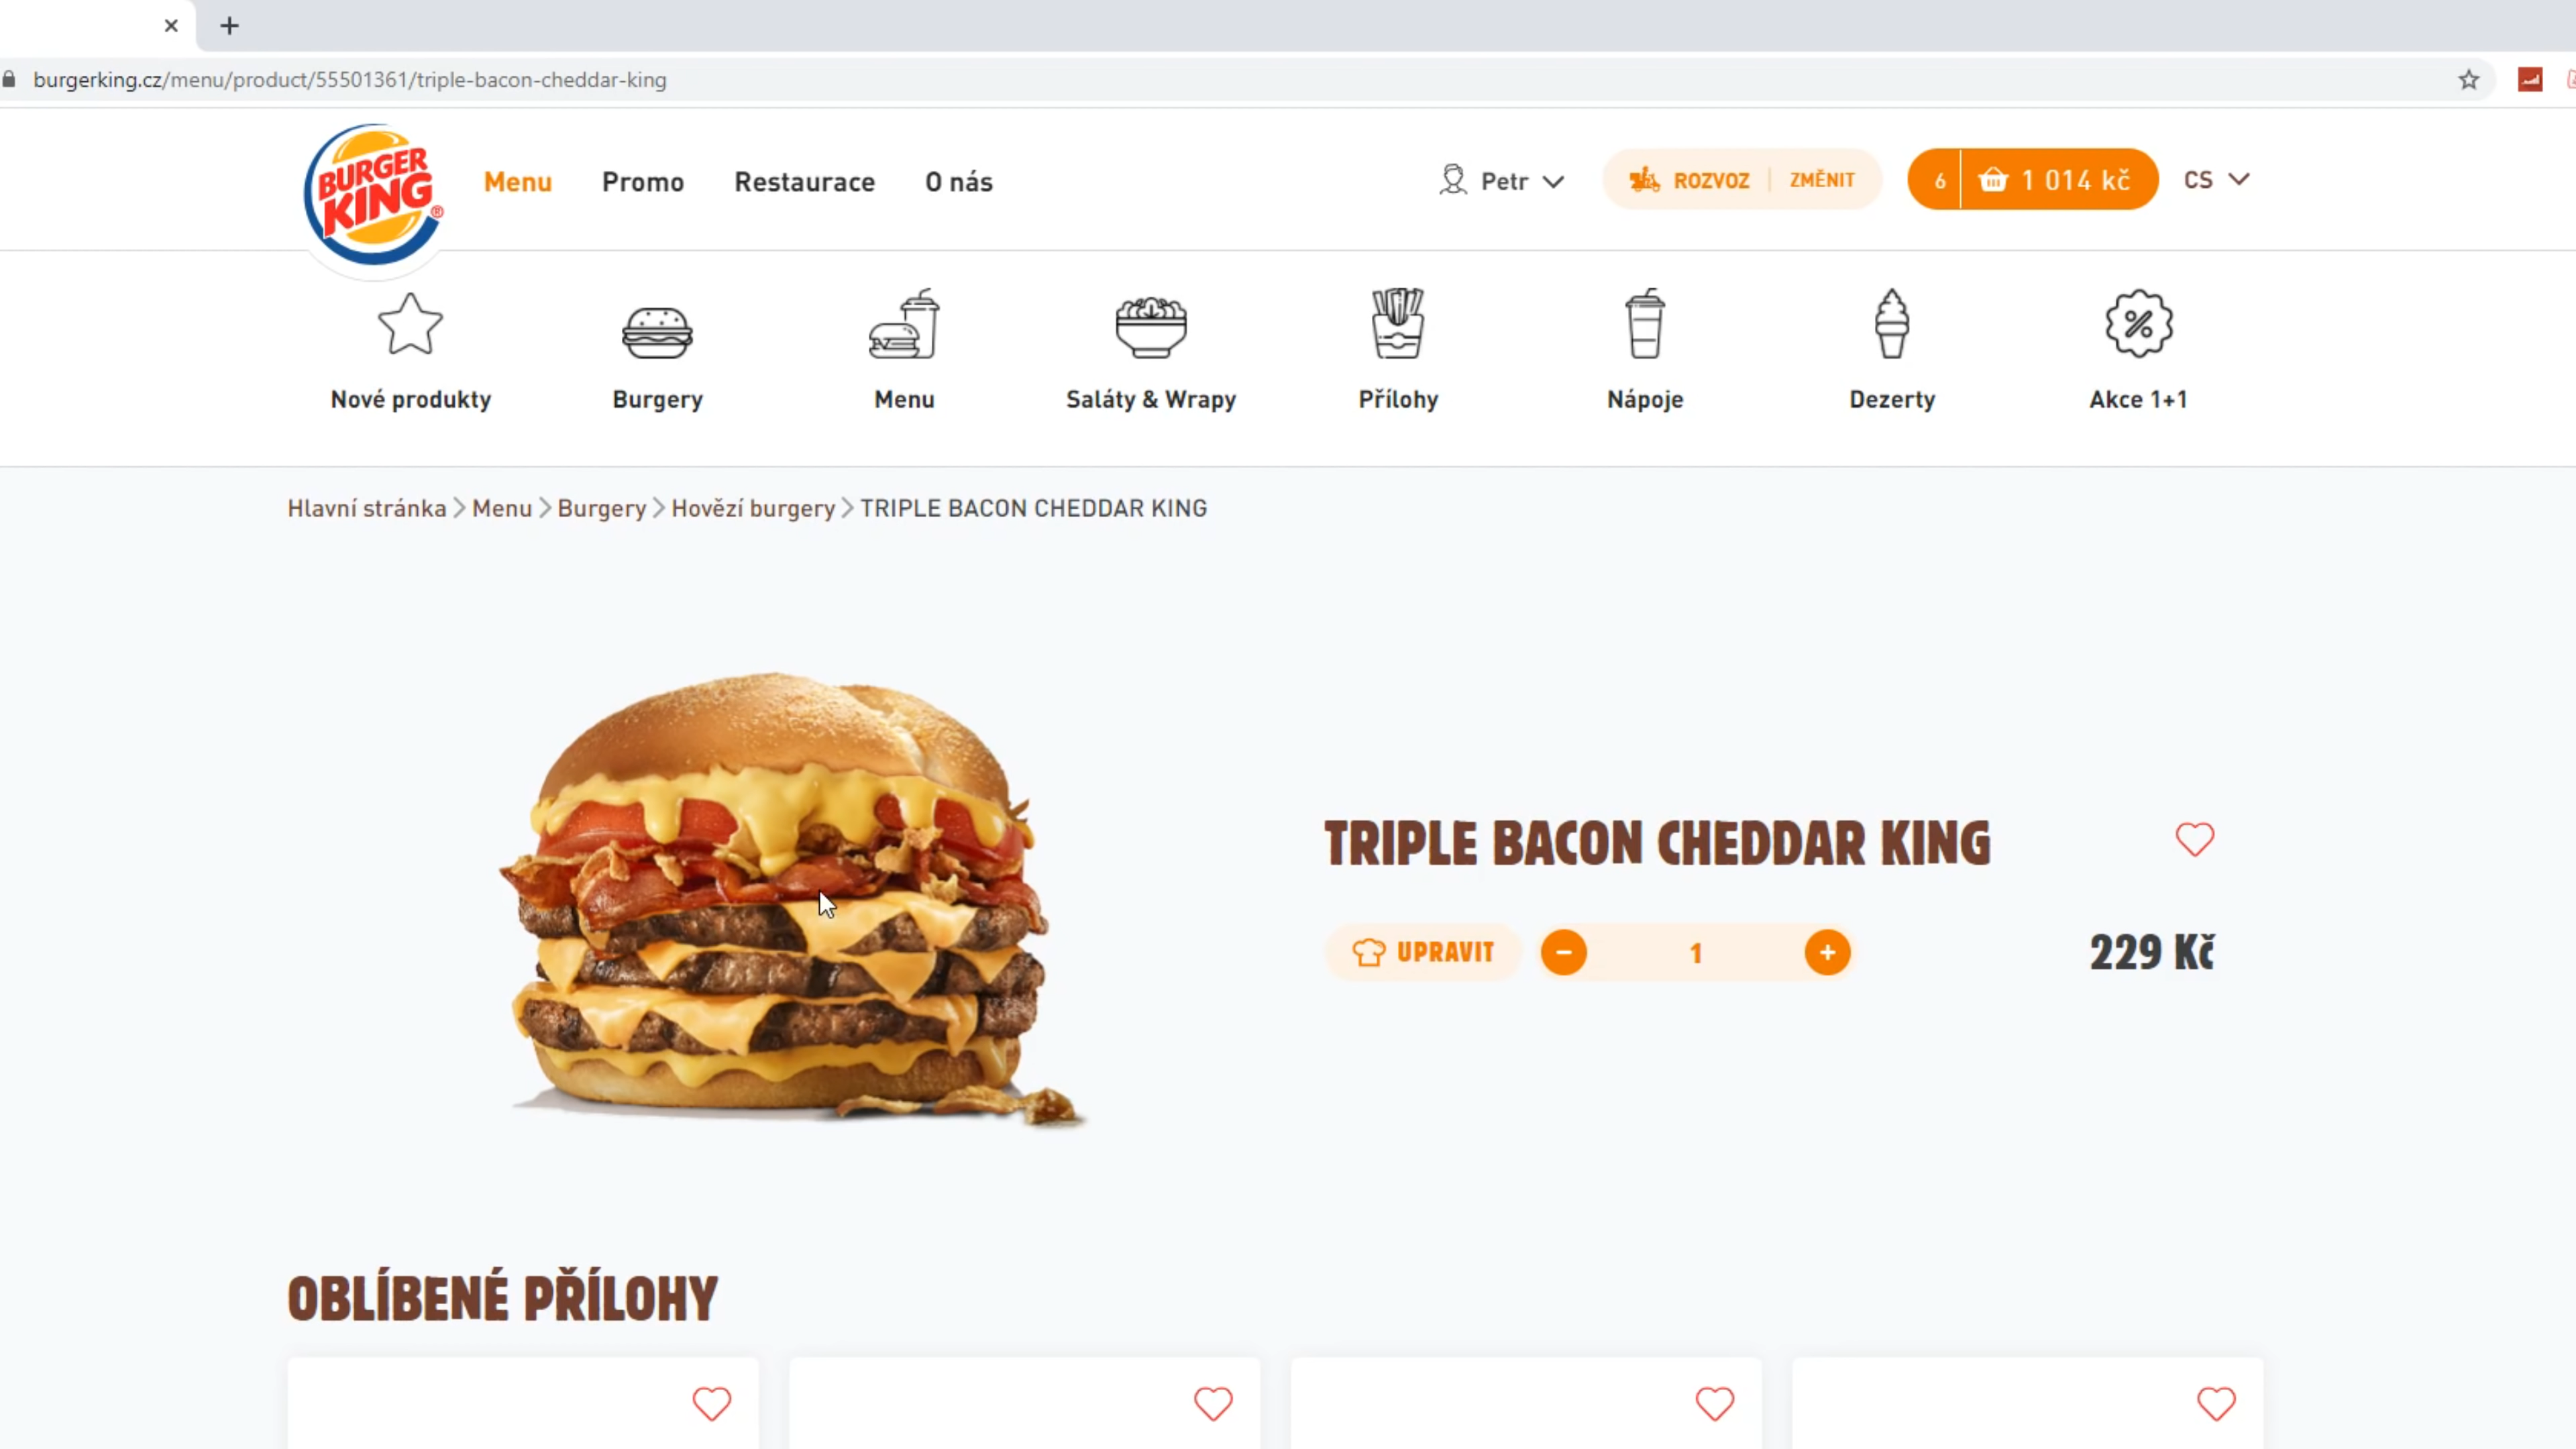 burgerking.cz/menu/product/55501361/triple-bacon-cheddar-king
BURGER
KING
®
Menu
Promo
Restaurace
O nás
Petr
ROZVOZ
ZMĚNIT
6
1 014 kč
CS
Nové produkty
Burgery
Menu
Saláty & Wrapy
Přílohy
Nápoje
Dezerty
Akce 1+1
Hlavní stránka > Menu > Burgery > Hovězí burgery > TRIPLE BACON CHEDDAR KING
TRIPLE BACON CHEDDAR KING
UPRAVIT
1
229 Kč
OBLÍBENÉ PŘÍLOHY